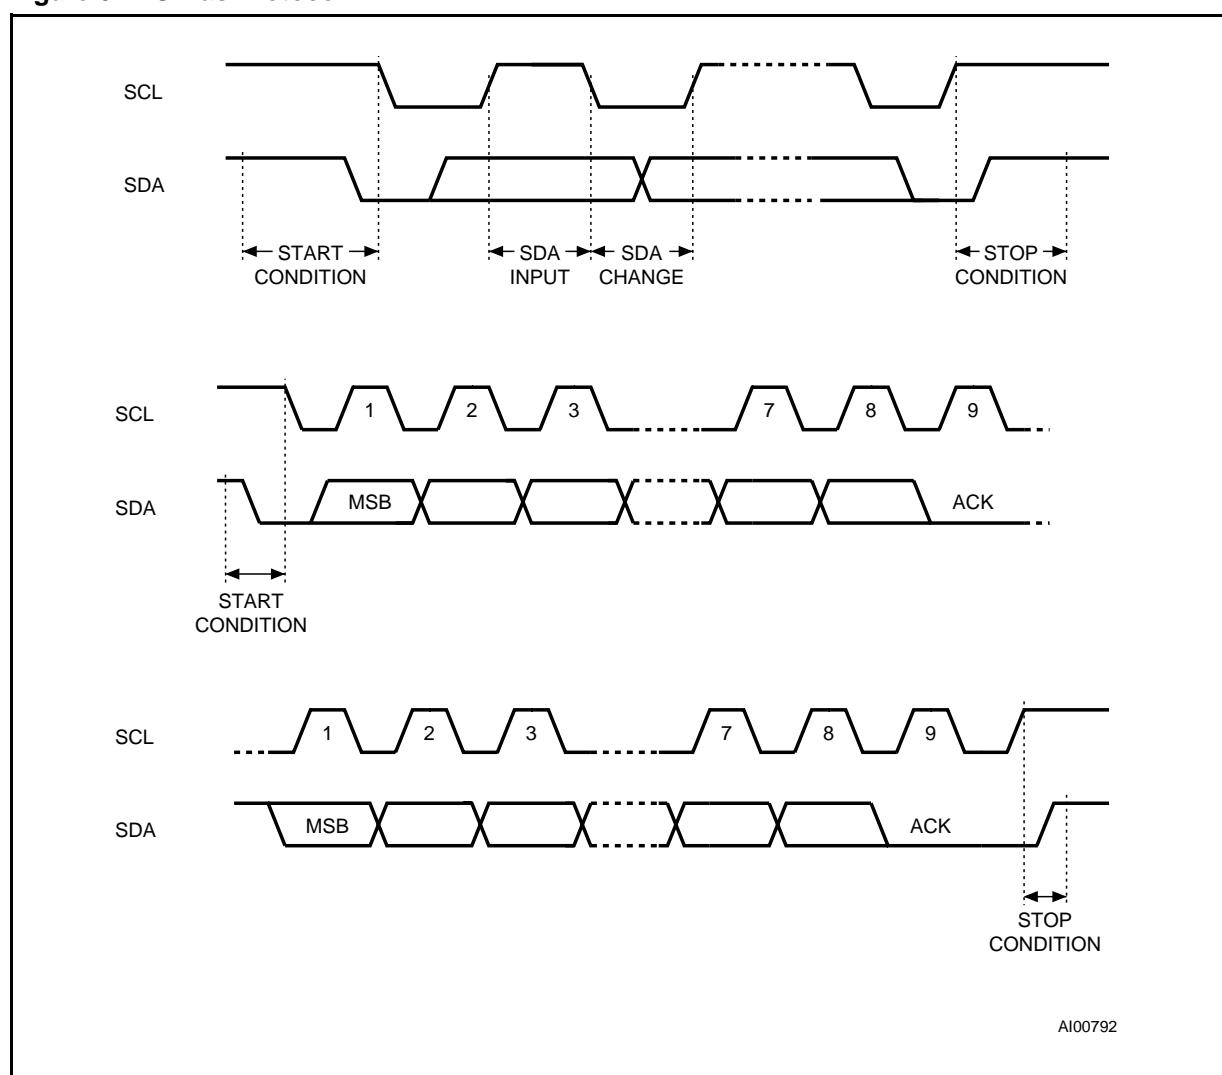 SCL
SDA
START
CONDITION
SDA
INPUT
SDA
CHANGE
STOP
CONDITION
SCL
1 2 3 7 8 9
SDA
MSB ACK
START
CONDITION
SCL
1 2 3 7 8 9
SDA
MSB ACK
STOP
CONDITION
AI00792